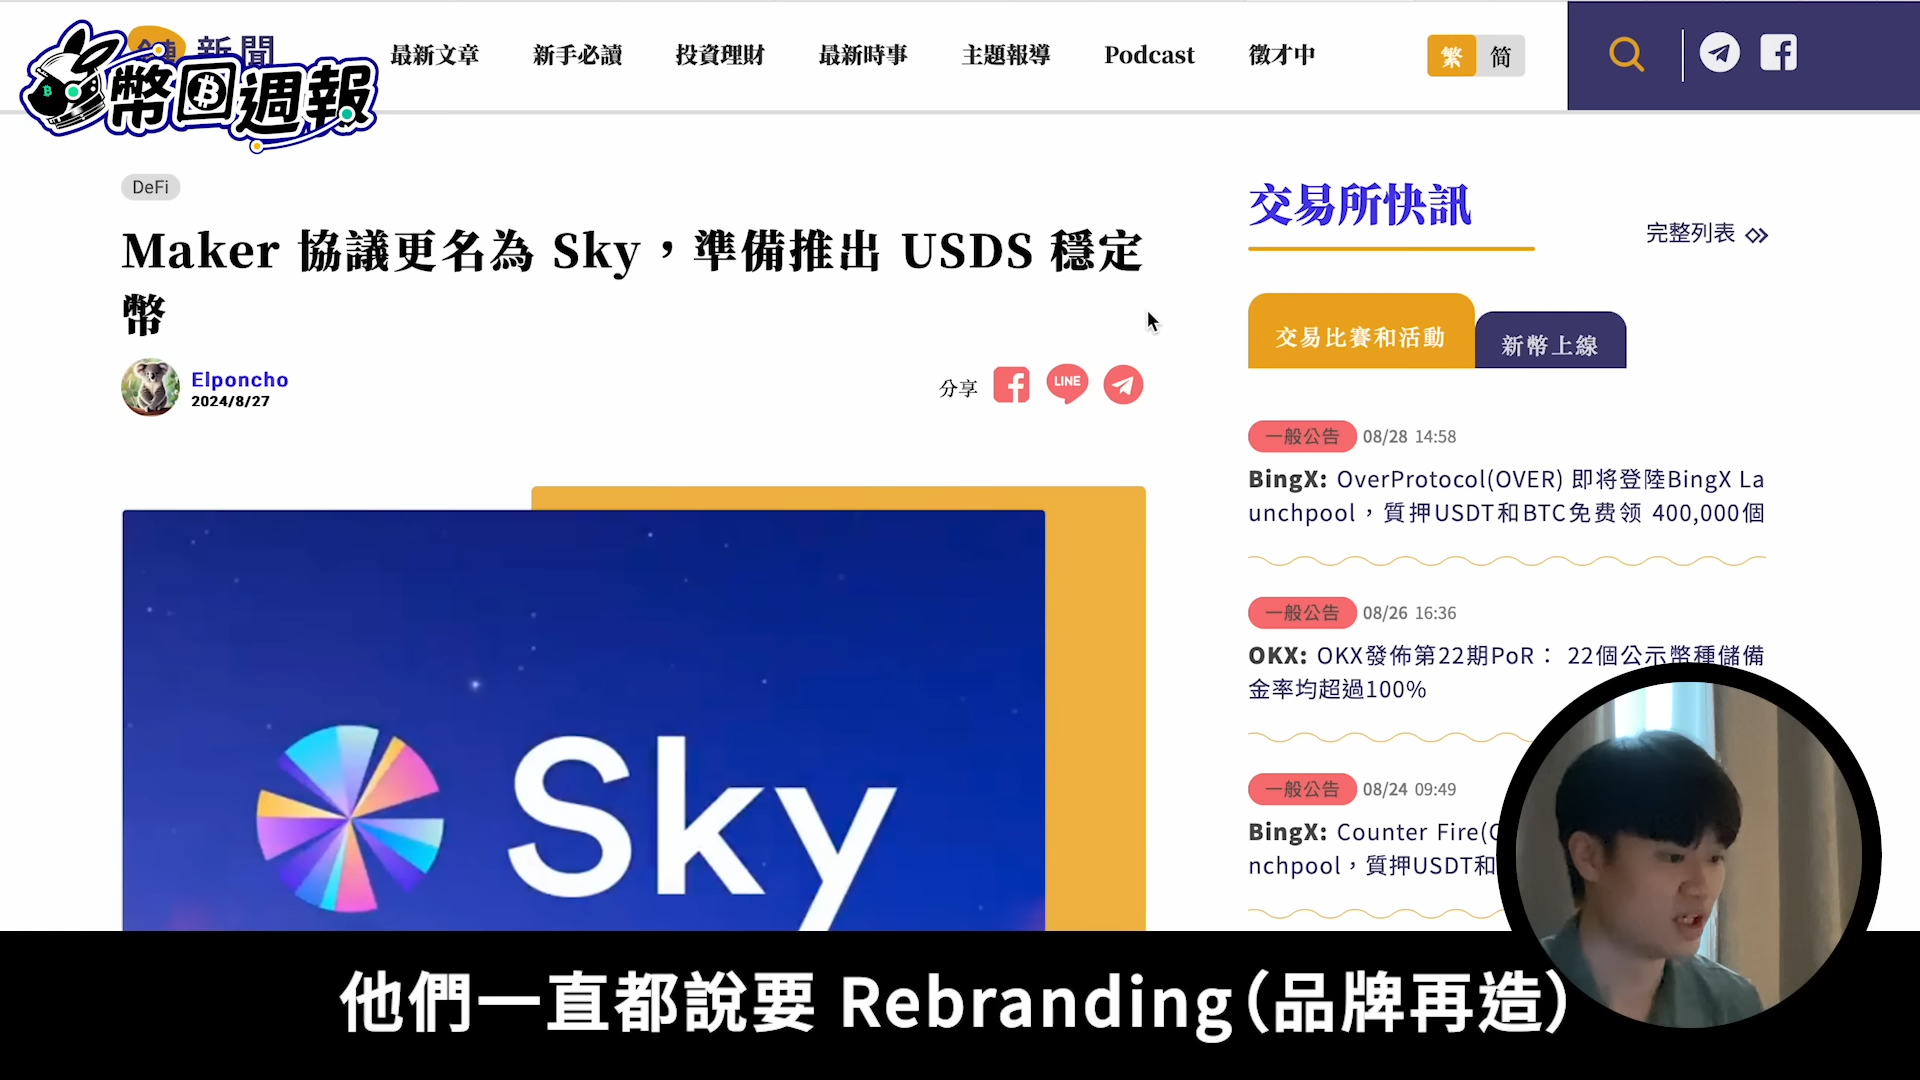 新聞
幣圈週報
最新文章
新手必讀
投資理財
最新時事
主題報導
Podcast
徵才中
繁
简
DeFi
Maker 協議更名為 Sky，準備推出 USDS 穩定
幣
Elponcho
2024/8/27
分享
LINE
Sky
交易所快訊
完整列表
交易比賽和活動
新幣上線
一般公告 08/28 14:58
BingX: OverProtocol(OVER) 即将登陸BingX La
unchpool，質押USDT和BTC免费领 400,000個
一般公告 08/26 16:36
OKX: OKX發佈第22期PoR： 22個公示幣種儲備
金率均超過100%
一般公告 08/24 09:49
BingX: Counter Fire(
nchpool，質押USDT和
他們一直都說要 Rebranding（品牌再造）